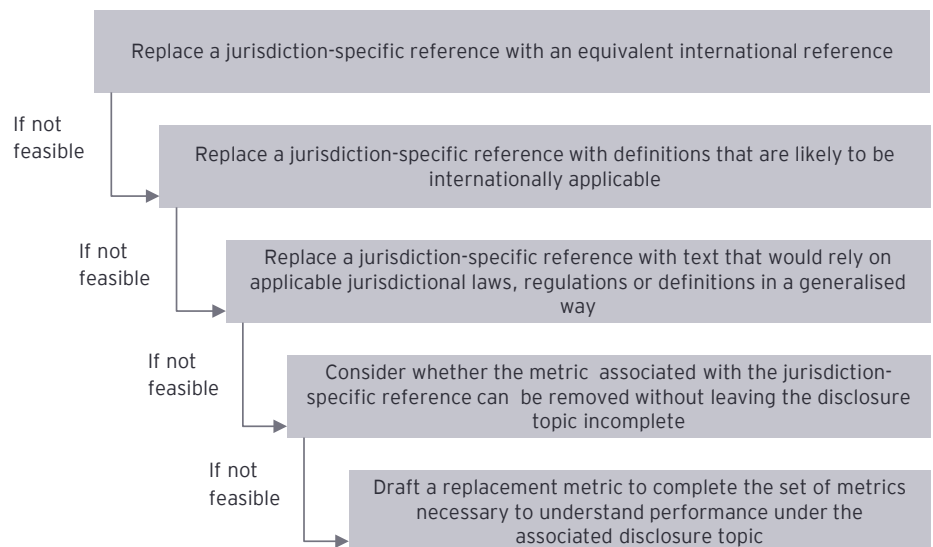 Replace a jurisdiction-specific reference with an equivalent international reference
If not
feasible
Replace a jurisdiction-specific reference with definitions that are likely to be
internationally applicable
If not
feasible
Replace a jurisdiction-specific reference with text that would rely on
applicable jurisdictional laws, regulations or definitions in a generalised
way
If not
feasible
Consider whether the metric associated with the jurisdiction-
specific reference can be removed without leaving the disclosure
topic incomplete
If not
feasible
Draft a replacement metric to complete the set of metrics
necessary to understand performance under the
associated disclosure topic